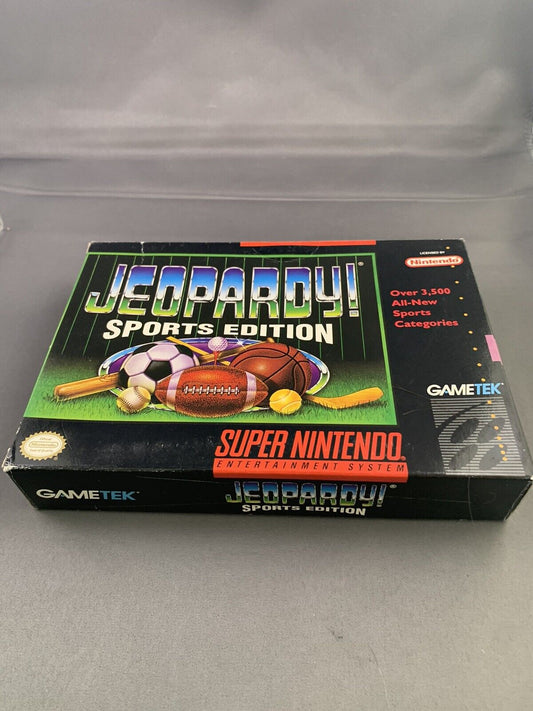 JEOPARDY!®
SPORTS EDITION
LICENSED BY
Nintendo
Over 3,500
All-New
Sports
Categories
GAMETEK
SUPER NINTENDO
ENTERTAINMENT SYSTEM
GAMETEK
JEOPARDY!®
SPORTS EDITION